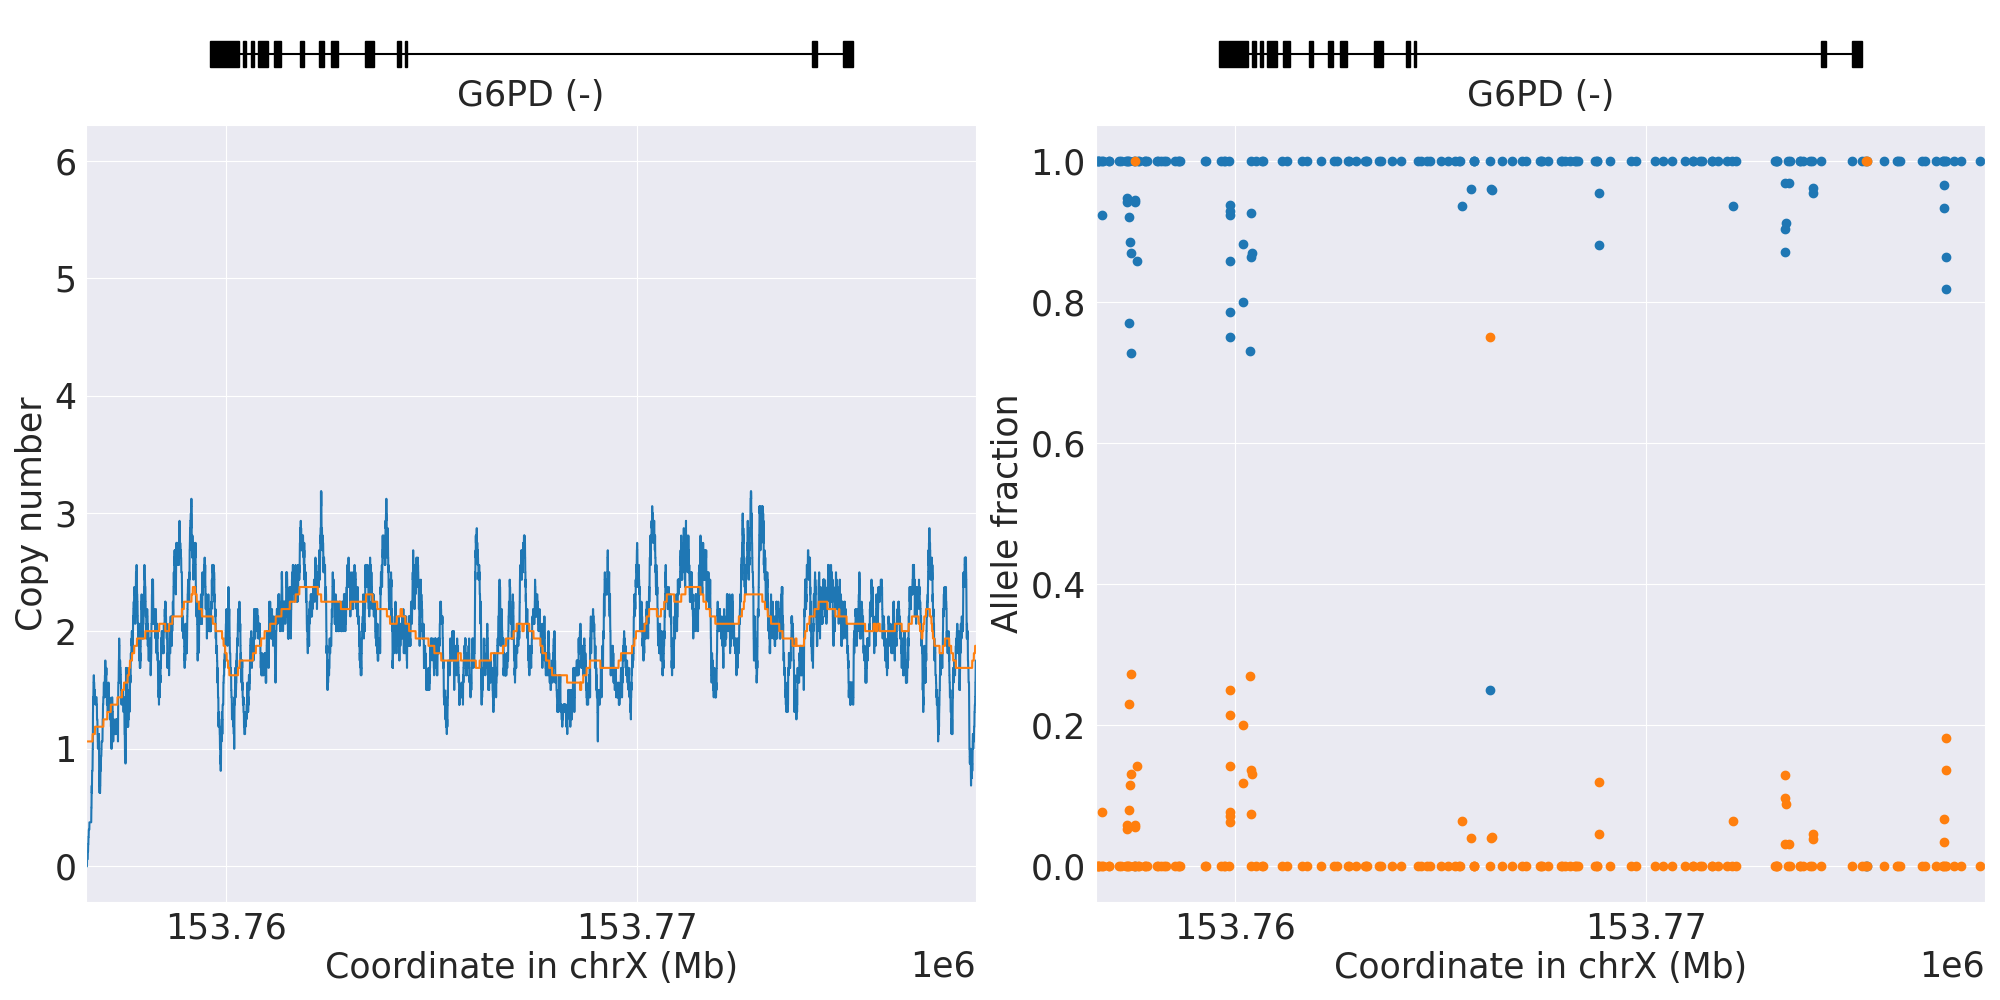 G6PD (-)
6
5
4
3
2
1
0
Copy number
153.76
153.77
Coordinate in chrX (Mb)
1e6
G6PD (-)
1.0
0.8
0.6
0.4
0.2
0.0
Allele fraction
153.76
153.77
Coordinate in chrX (Mb)
1e6